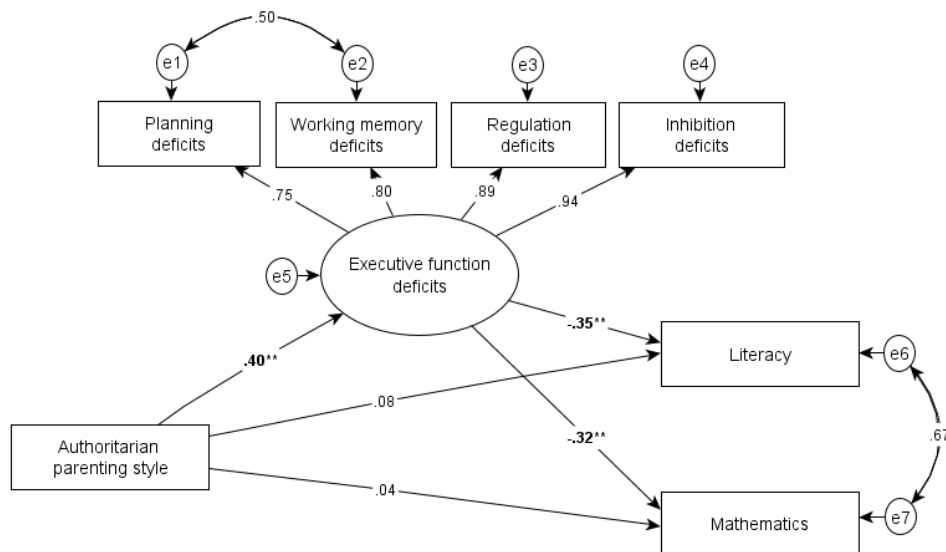 .50
e1
e2
e3
e4
Planning
deficits
Working memory
deficits
Regulation
deficits
Inhibition
deficits
.75
.80
.89
.94
e5
Executive function
deficits
.40**
-.35**
Literacy
e6
.08
-.32**
.67
Authoritarian
parenting style
.04
Mathematics
e7